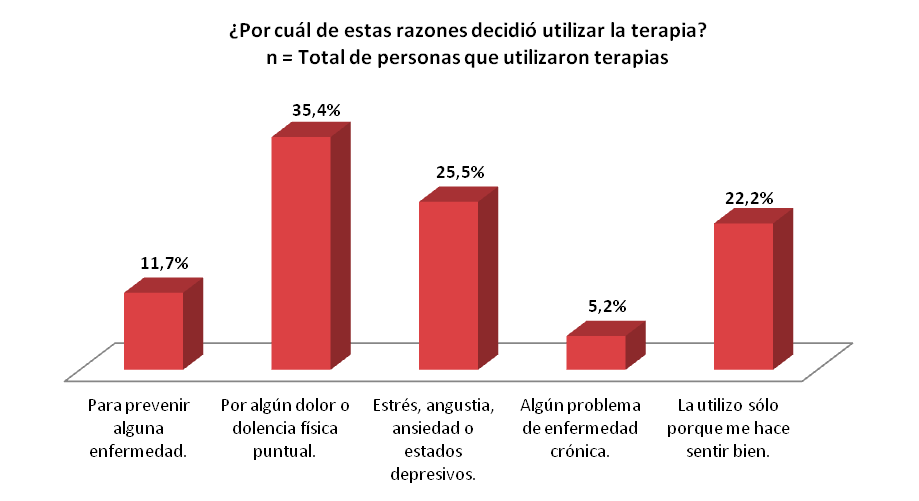 ¿Por cuál de estas razones decidió utilizar la terapia?
n = Total de personas que utilizaron terapias
35,4%
25,5%
22,2%
11,7%
5,2%
Para prevenir
alguna
enfermedad.
Por algún dolor o
dolencia física
puntual.
Estrés, angustia,
ansiedad o
estados
depresivos.
Algún problema
de enfermedad
crónica.
La utilizo sólo
porque me hace
sentir bien.